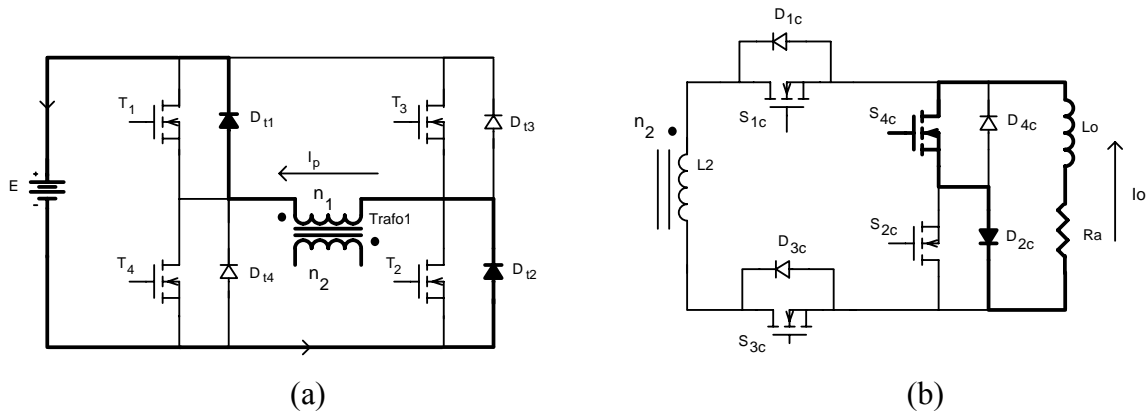 T1
Dt1
T3
Dt3
E
+
-
Ip
n1
Trafo1
n2
T4
Dt4
T2
Dt2
(a)
D1c
S1c
n2
L2
S4c
D4c
Lo
Io
S2c
D2c
Ra
D3c
S3c
(b)